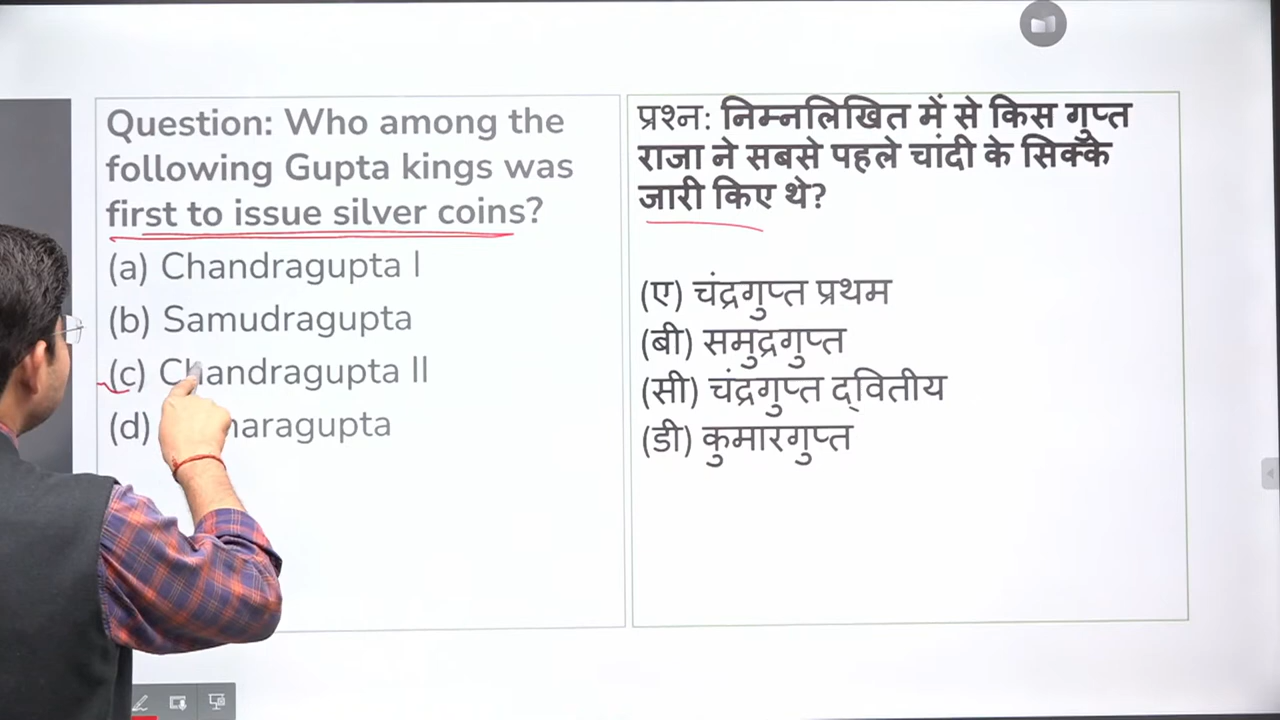 Question: Who among the
following Gupta kings was
first to issue silver coins?
(a) Chandragupta I
(b) Samudragupta
(c) Chandragupta II
(d)
प्रश्न: निम्नलिखित में से किस गुप्त
राजा ने सबसे पहले चांदी के सिक्के
जारी किए थे?
(ए) चंद्रगुप्त प्रथम
(बी) समुद्रगुप्त
(सी) चंद्रगुप्त द्वितीय
(डी) कुमारगुप्त